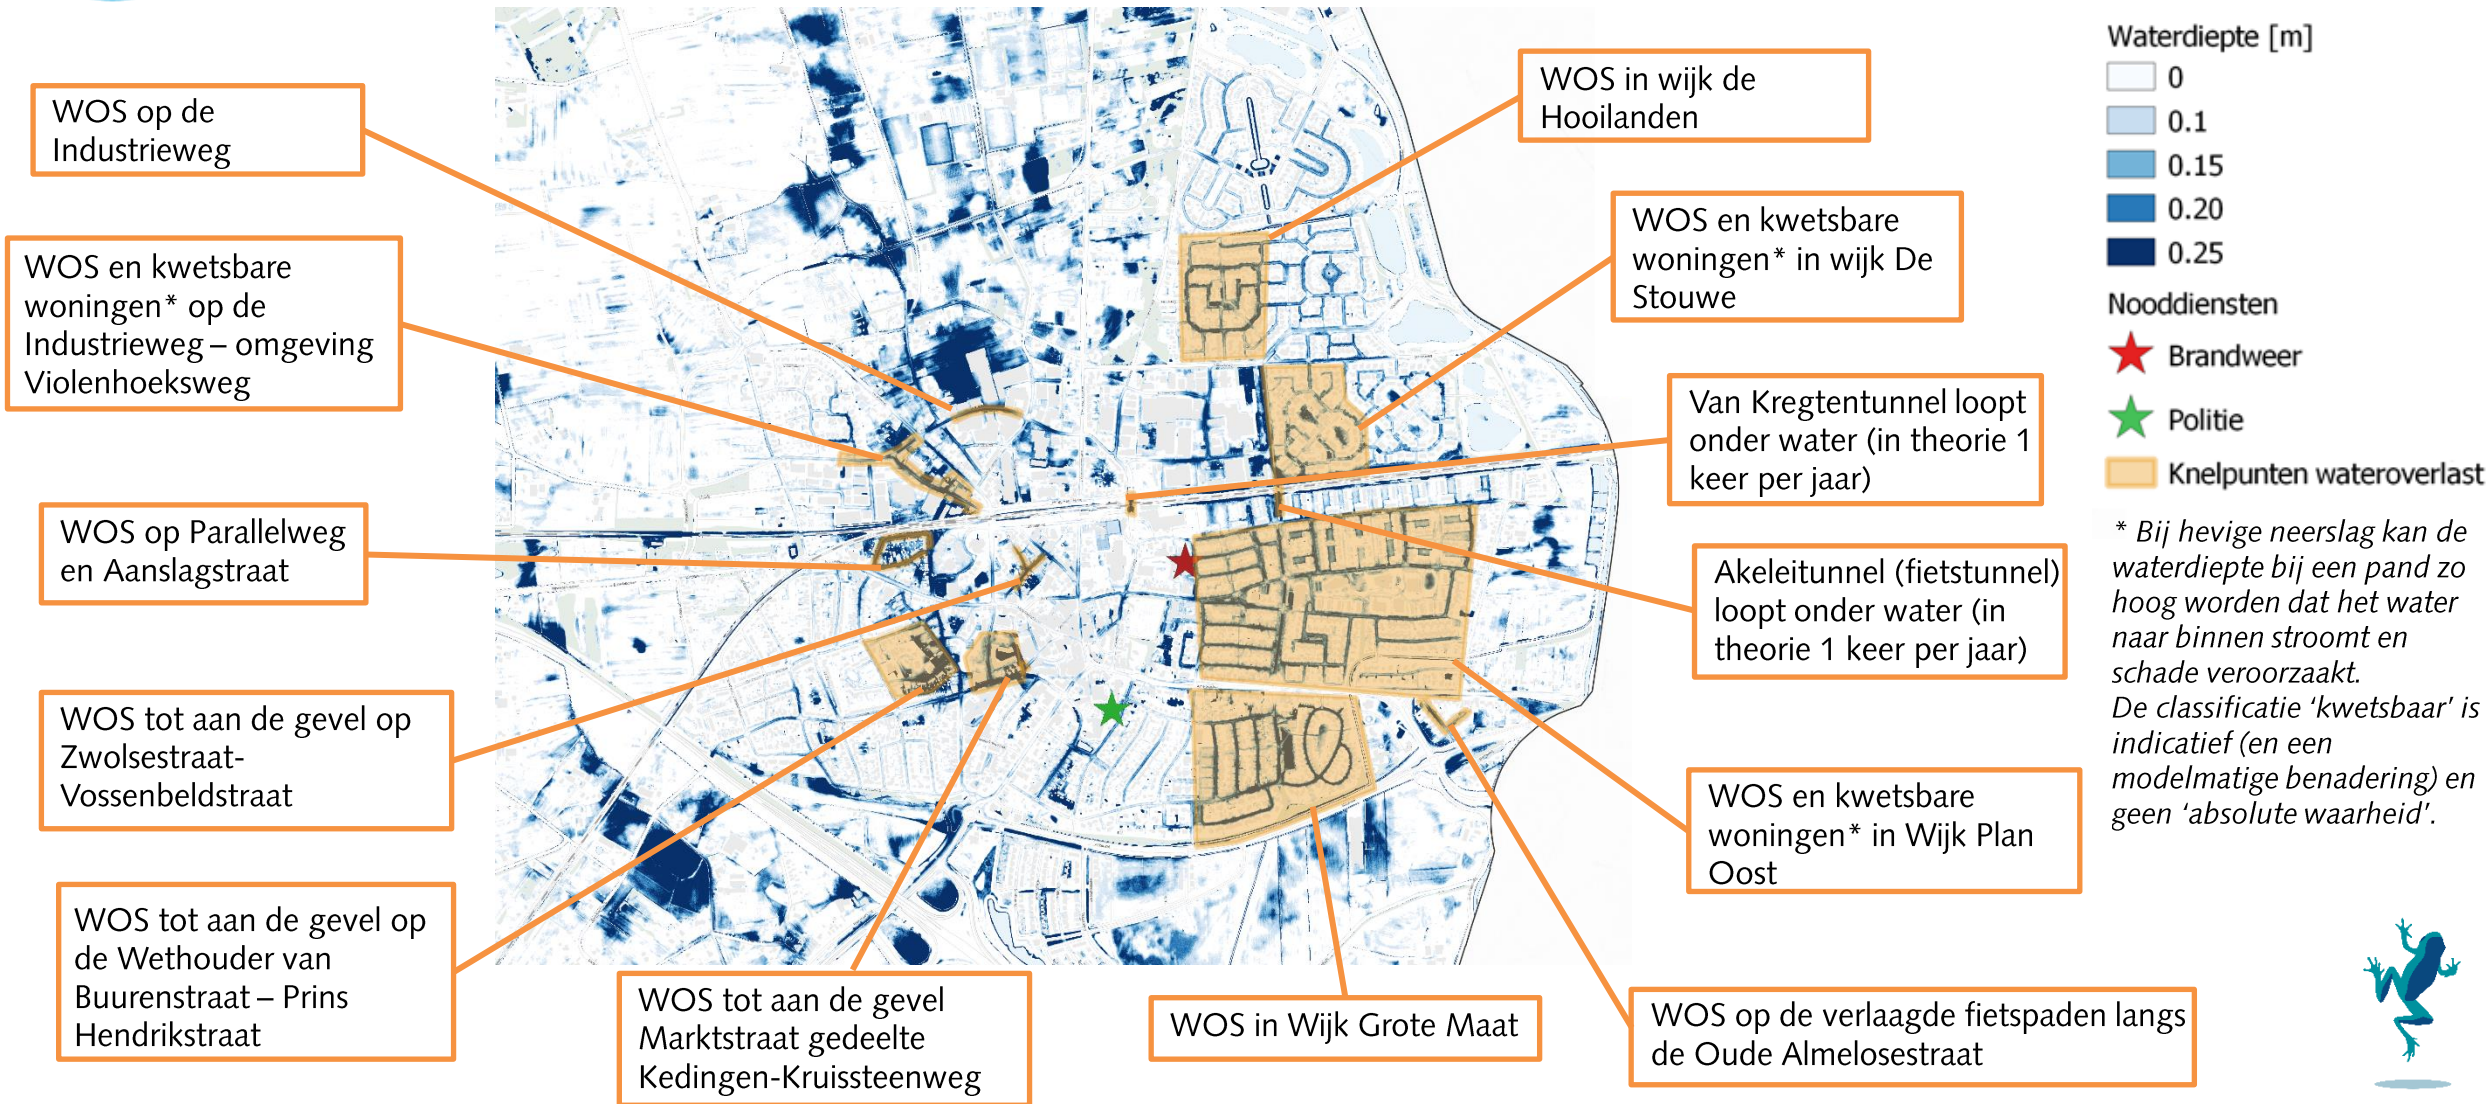 WOS op de
Industrieweg
WOS en kwetsbare
woningen* op de
Industrieweg – omgeving
Violenhoeksweg
WOS op Parallelweg
en Aanslagstraat
WOS tot aan de gevel op
Zwolsestraat-
Vossenbeldstraat
WOS tot aan de gevel op
de Wethouder van
Buurenstraat – Prins
Hendrikstraat
WOS tot aan de gevel
Marktstraat gedeelte
Kedingen-Kruissteenweg
WOS in Wijk Grote Maat
WOS in wijk de
Hooilanden
WOS en kwetsbare
woningen* in wijk De
Stouwe
Van Kregtentunnel loopt
onder water (in theorie 1
keer per jaar)
Akeleitunnel (fietstunnel)
loopt onder water (in
theorie 1 keer per jaar)
WOS en kwetsbare
woningen* in Wijk Plan
Oost
WOS op de verlaagde fietspaden langs
de Oude Almelosestraat
Waterdiepte [m]
0
0.1
0.15
0.20
0.25
Nooddiensten
Brandweer
Politie
Knelpunten wateroverlast
* Bij hevige neerslag kan de
waterdiepte bij een pand zo
hoog worden dat het water
naar binnen stroomt en
schade veroorzaakt.
De classificatie ‘kwetsbaar’ is
indicatief (en een
modelmatige benadering) en
geen ‘absolute waarheid’.